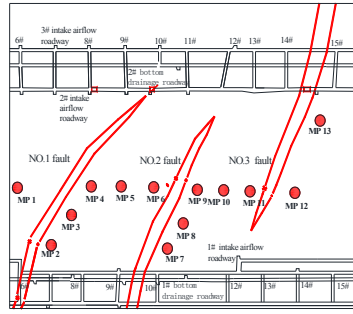 3# intake airflow
roadway
6# 7# 8# 9# 10# 11# 12# 13# 14# 15#
2# bottom
drainage roadway
2# intake
airflow
roadway
MP 13
NO.1 fault NO.2 fault NO.3 fault
MP 1 MP 4 MP 5 MP 6 MP 9 MP 10 MP 11 MP 12
MP 3
MP 8
MP 2 MP 7
1# intake airflow
roadway
1# bottom
drainage roadway
6# 8# 9# 10# 12# 13# 14# 15#